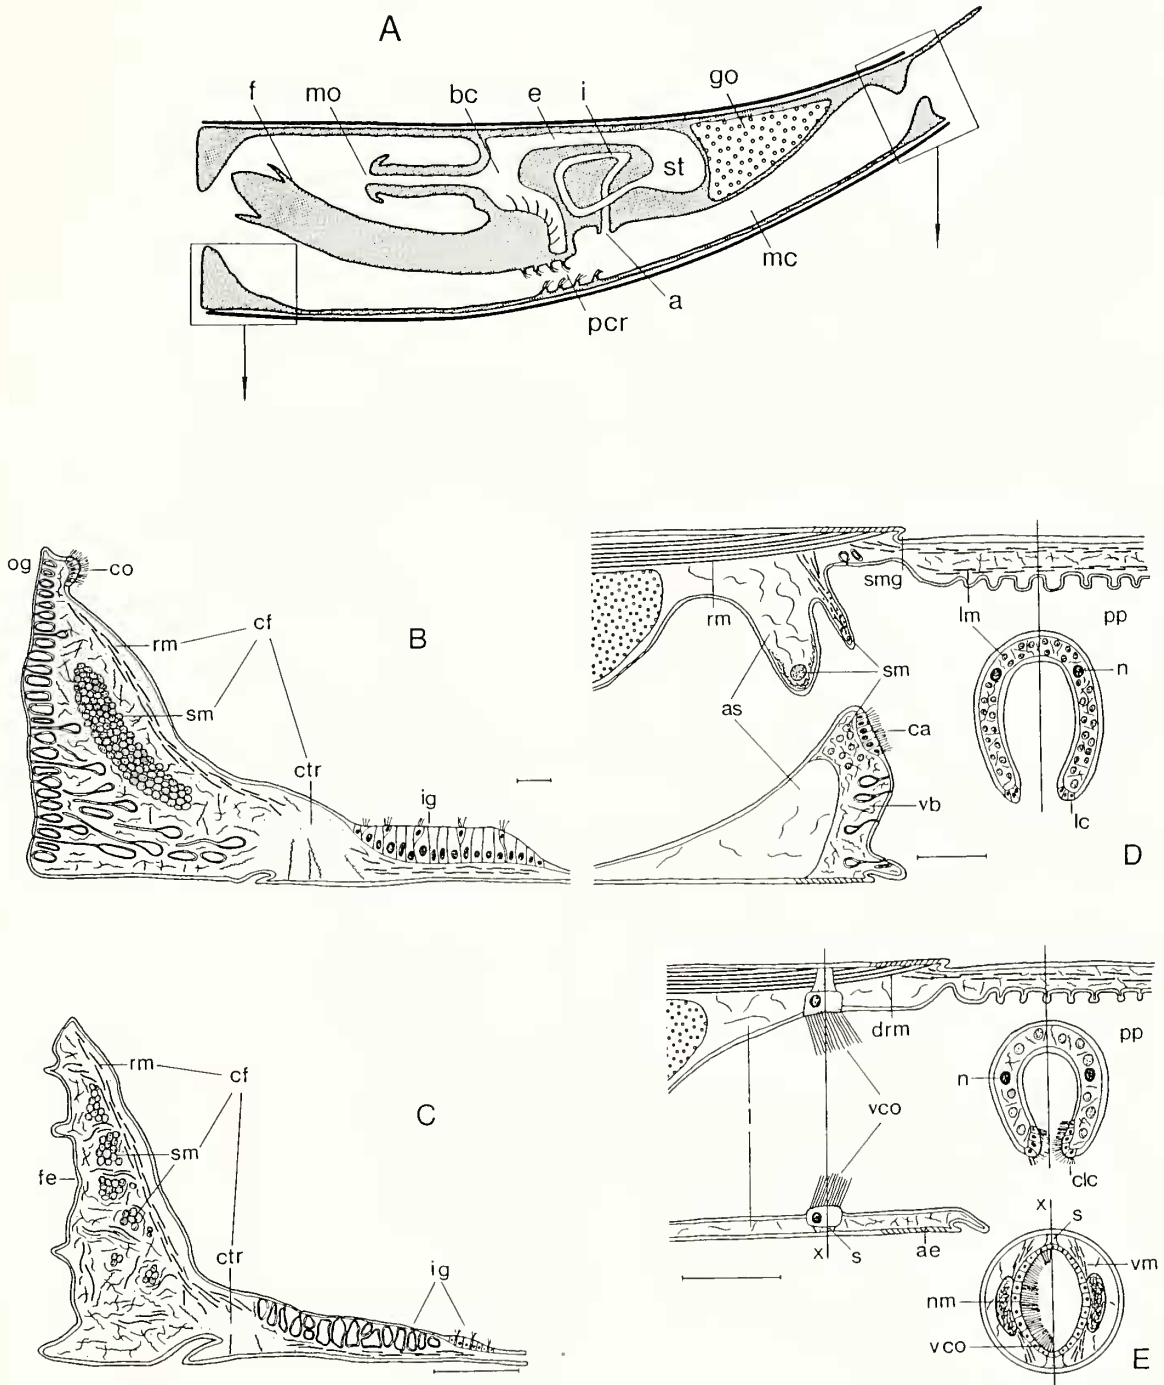 A
f
mo
bc
e
i
go
st
mc
a
pcr
og
co
rm
cf
B
sm
ctr
ig
smg
lm
pp
rm
n
sm
as
ca
vb
lc
D
rm
cf
C
sm
fe
ctr
ig
drm
pp
n
vco
clc
x
s
x
s
ae
vm
nm
vco
E
x